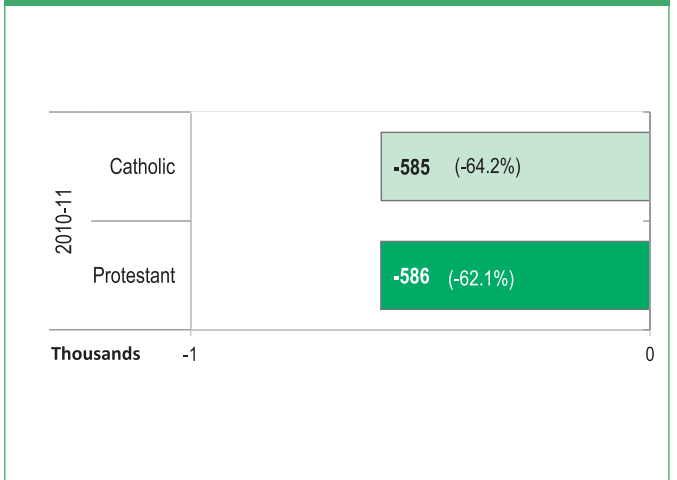 2010-11
Catholic
-585 (-64.2%)
Protestant
-586 (-62.1%)
Thousands -1 0